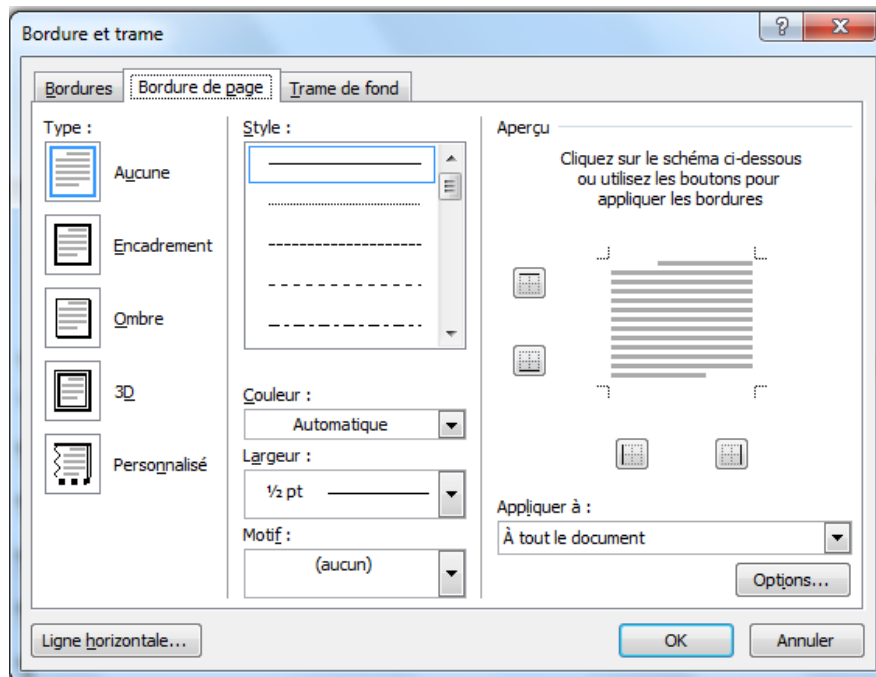 Bordure et trame
Bordures
Bordure de page
Trame de fond
Type :
Aucune
Encadrement
Ombre
3D
Personnalisé
Style :
Couleur :
Automatique
Largeur :
½ pt
Motif :
(aucun)
Aperçu
Cliquez sur le schéma ci-dessous
ou utilisez les boutons pour
appliquer les bordures
Appliquer à :
À tout le document
Options...
Ligne horizontale...
OK
Annuler